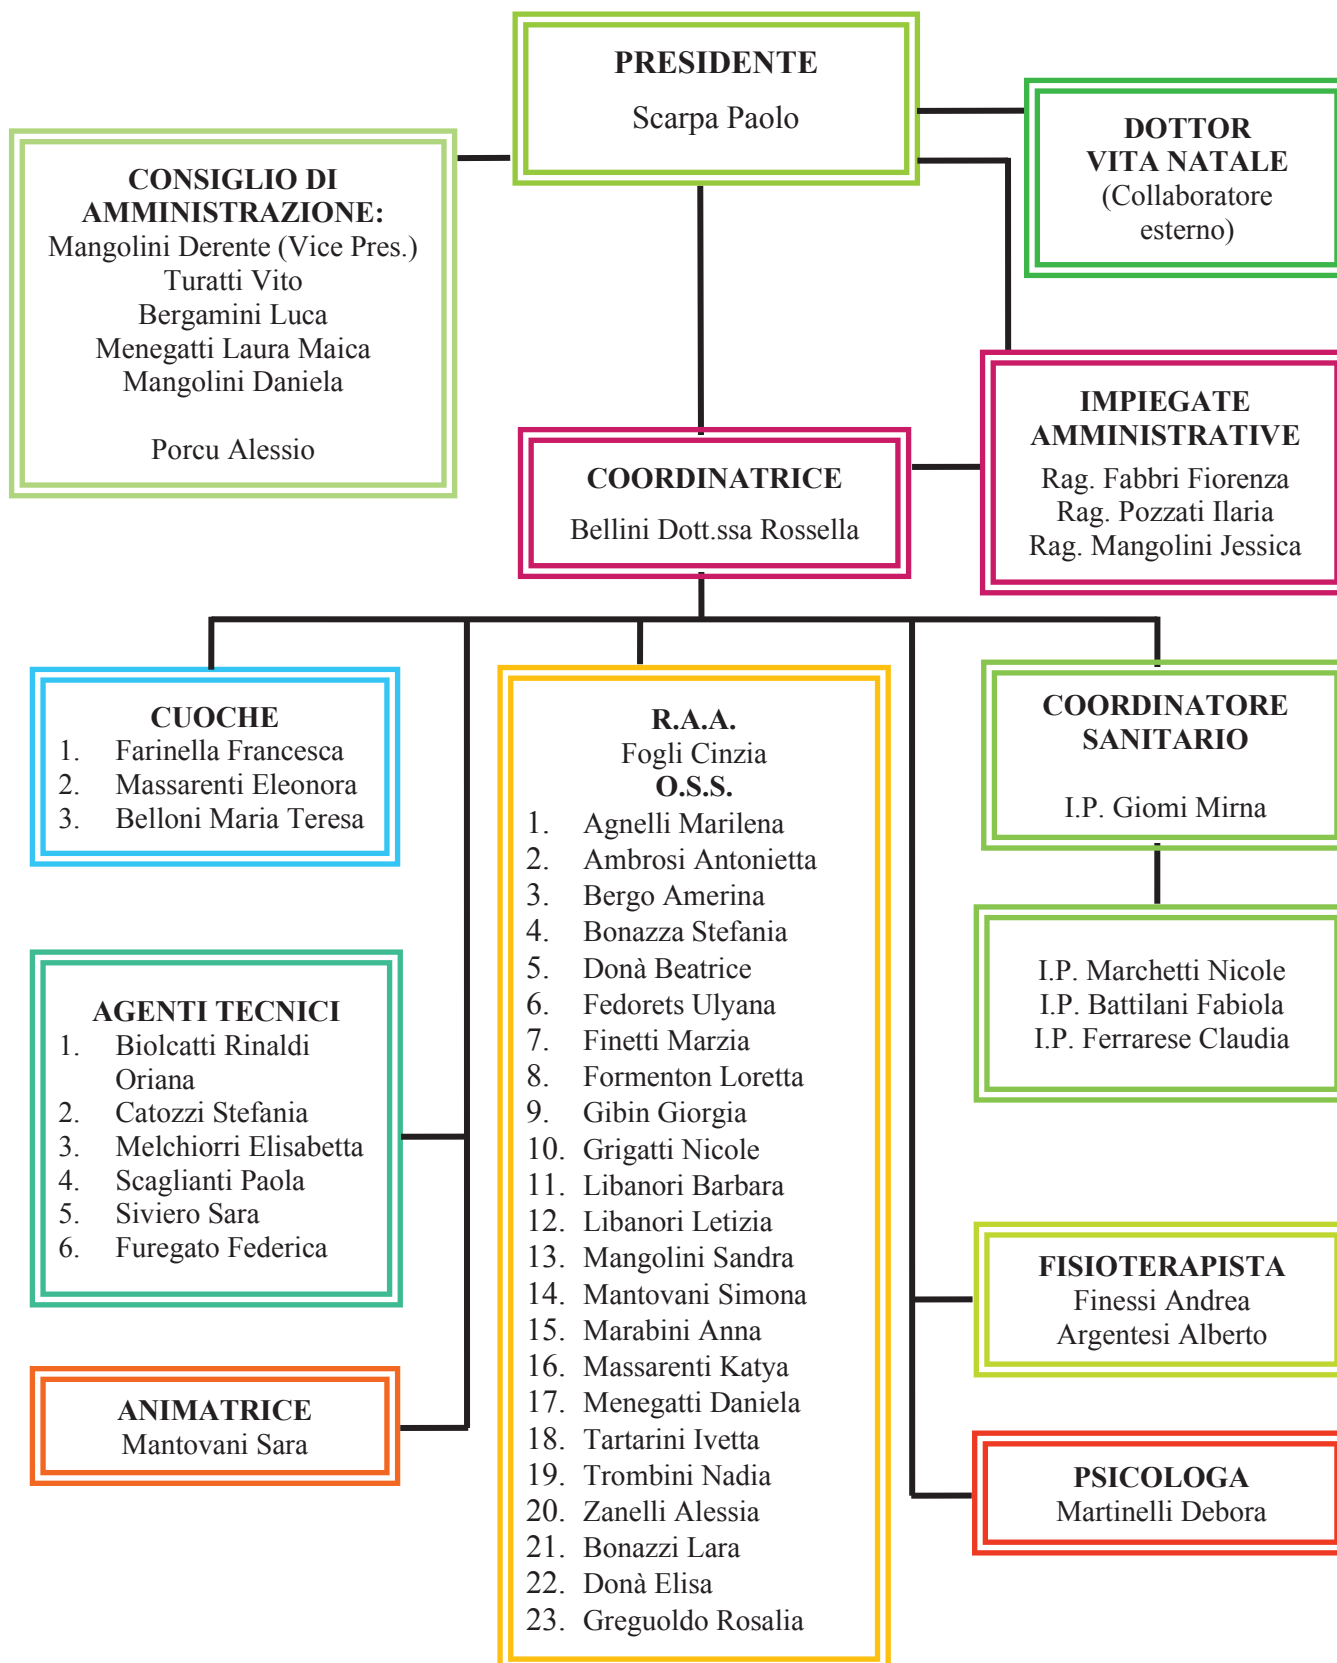 PRESIDENTE
Scarpa Paolo
DOTTOR
VITA NATALE
(Collaboratore
esterno)
CONSIGLIO DI
AMMINISTRAZIONE:
Mangolini Derente (Vice Pres.)
Turatti Vito
Bergamini Luca
Menegatti Laura Maica
Mangolini Daniela
Porcu Alessio
IMPIEGATE
AMMINISTRATIVE
Rag. Fabbri Fiorenza
Rag. Pozzati Ilaria
Rag. Mangolini Jessica
COORDINATRICE
Bellini Dott.ssa Rossella
CUOCHE
1. Farinella Francesca
2. Massarenti Eleonora
3. Belloni Maria Teresa
AGENTI TECNICI
1. Biolcatti Rinaldi
Oriana
2. Catozzi Stefania
3. Melchiorri Elisabetta
4. Scaglianti Paola
5. Siviero Sara
6. Furegato Federica
ANIMATRICE
Mantovani Sara
R.A.A.
Fogli Cinzia
O.S.S.
1. Agnelli Marilena
2. Ambrosi Antonietta
3. Bergo Amerina
4. Bonazza Stefania
5. Donà Beatrice
6. Fedorets Ulyana
7. Finetti Marzia
8. Formenton Loretta
9. Gibin Giorgia
10. Grigatti Nicole
11. Libanori Barbara
12. Libanori Letizia
13. Mangolini Sandra
14. Mantovani Simona
15. Marabini Anna
16. Massarenti Katya
17. Menegatti Daniela
18. Tartarini Ivetta
19. Trombini Nadia
20. Zanelli Alessia
21. Bonazzi Lara
22. Donà Elisa
23. Greguoldo Rosalia
COORDINATORE
SANITARIO
I.P. Giomi Mirna
I.P. Marchetti Nicole
I.P. Battilani Fabiola
I.P. Ferrarese Claudia
FISIOTERAPISTA
Finessi Andrea
Argentesi Alberto
PSICOLOGA
Martinelli Debora